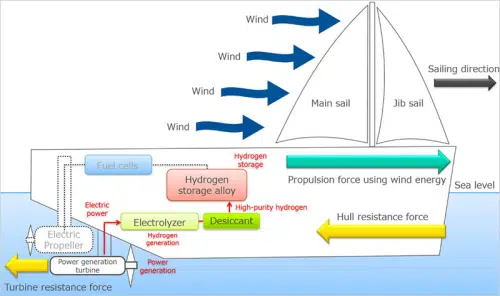 Wind
Wind
Wind
Wind
Main sail
Jib sail
Sailing direction
Fuel cells
Hydrogen
storage
Propulsion force using wind energy
Sea level
Hydrogen
storage alloy
High-purity hydrogen
Electric
power
Electrolyzer
Desiccant
Hydrogen
generation
Hull resistance force
Electric
Propeller
Power generation
turbine
Power
generation
Turbine resistance force